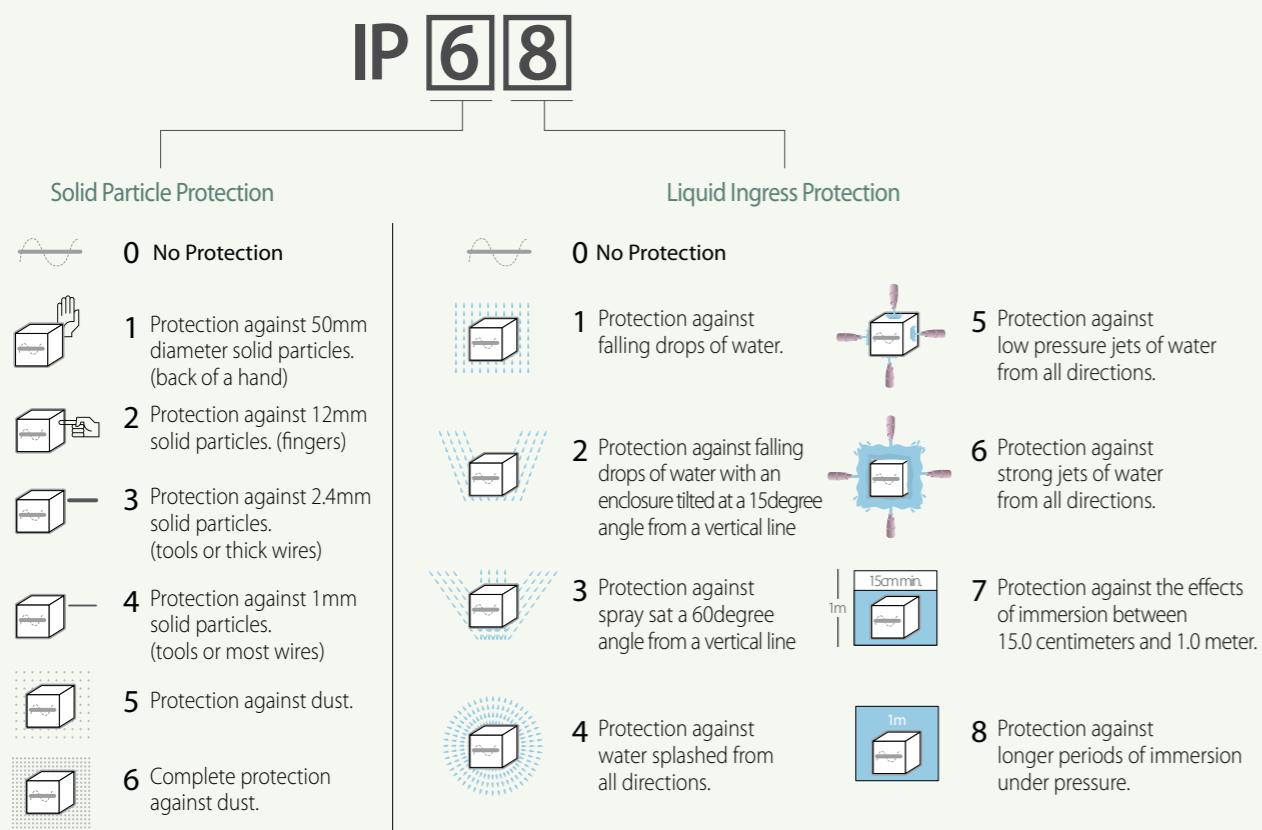 IP 6 8
Solid Particle Protection
0 No Protection
1 Protection against 50mm
diameter solid particles.
(back of a hand)
2 Protection against 12mm
solid particles. (fingers)
3 Protection against 2.4mm
solid particles.
(tools or thick wires)
4 Protection against 1mm
solid particles.
(tools or most wires)
5 Protection against dust.
6 Complete protection
against dust.
Liquid Ingress Protection
0 No Protection
1 Protection against
falling drops of water.
2 Protection against falling
drops of water with an
enclosure tilted at a 15degree
angle from a vertical line
3 Protection against
spray sat a 60degree
angle from a vertical line
4 Protection against
water splashed from
all directions.
5 Protection against
low pressure jets of water
from all directions.
6 Protection against
strong jets of water
from all directions.
15cm min.
1m
7 Protection against the effects
of immersion between
15.0 centimeters and 1.0 meter.
1m
8 Protection against
longer periods of immersion
under pressure.